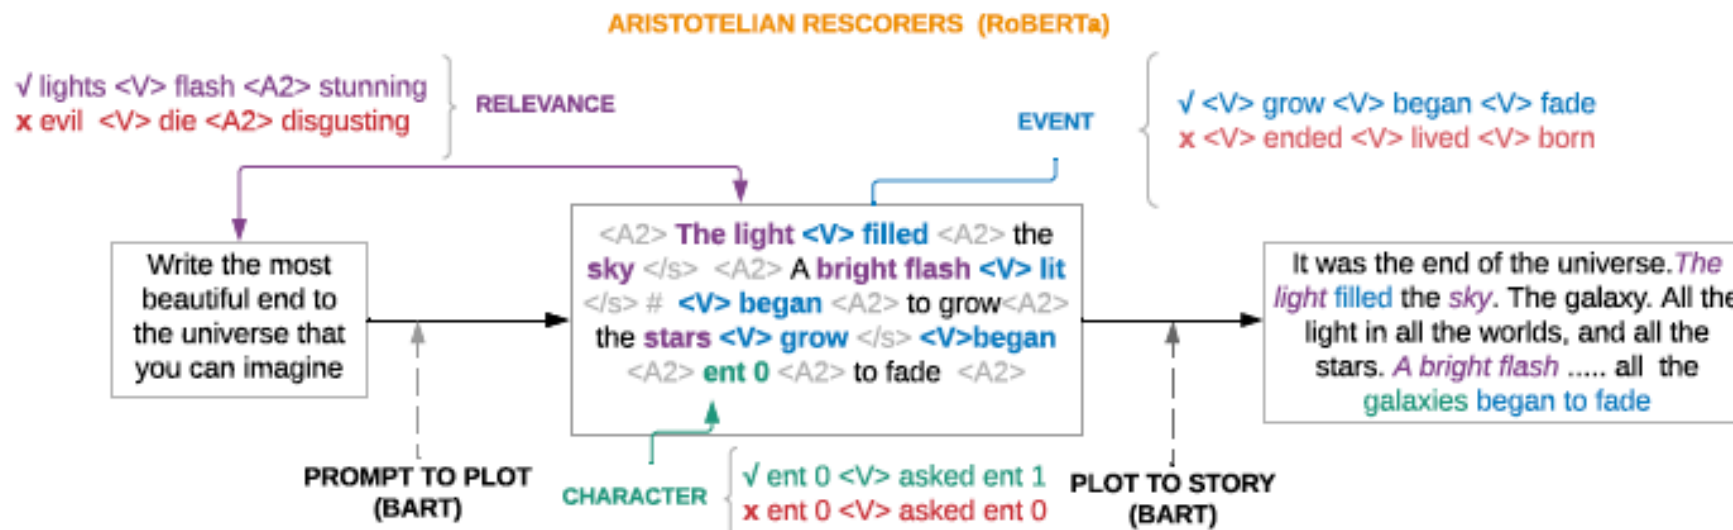 ARISTOTELIAN RESCORERS (RoBERTa)
√ lights <V> flash <A2> stunning
x evil <V> die <A2> disgusting
RELEVANCE
EVENT
√ <V> grow <V> began <V> fade
x <V> ended <V> lived <V> born
Write the most
beautiful end to
the universe that
you can imagine
<A2> The light <V> filled <A2> the
sky </s> <A2> A bright flash <V> lit
</s> # <V> began <A2> to grow<A2>
the stars <V> grow </s> <V>began
<A2> ent 0 <A2> to fade <A2>
It was the end of the universe.The
light filled the sky. The galaxy. All the
light in all the worlds, and all the
stars. A bright flash ..... all the
galaxies began to fade
PROMPT TO PLOT
(BART)
CHARACTER
√ ent 0 <V> asked ent 1
x ent 0 <V> asked ent 0
PLOT TO STORY
(BART)